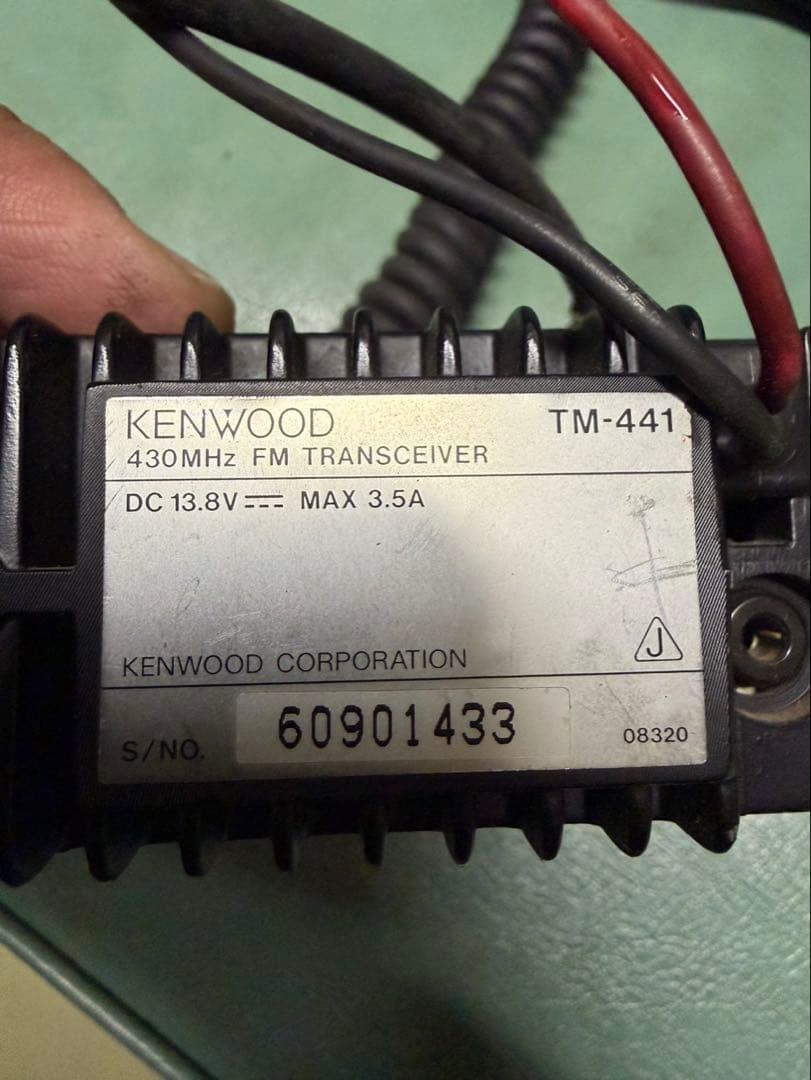 KENWOOD TM-441
430MHz FM TRANSCEIVER
DC 13.8V ⎓ MAX 3.5A
J
KENWOOD CORPORATION
S/NO. 60901433 08320